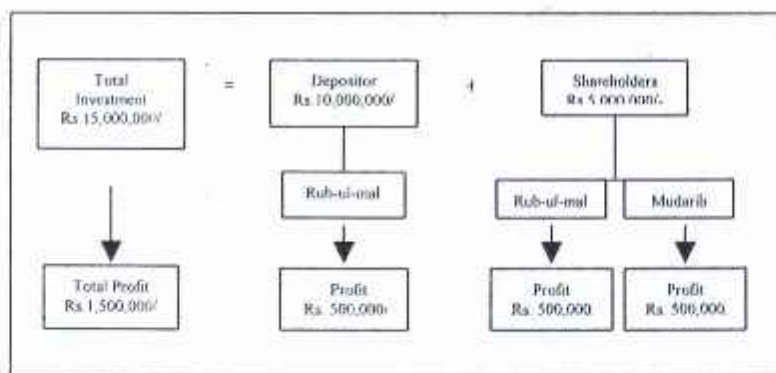 Total
Investment
Rs 15,000,000/
=
Depositor
Rs 10,000,000/
+
Shareholders
Rs 5,000,000/-
Rub-ul-mal
Rub-ul-mal
Mudarib
Total Profit
Rs 1,500,000/
Profit
Rs. 500,000/
Profit
Rs. 500,000
Profit
Rs. 500,000